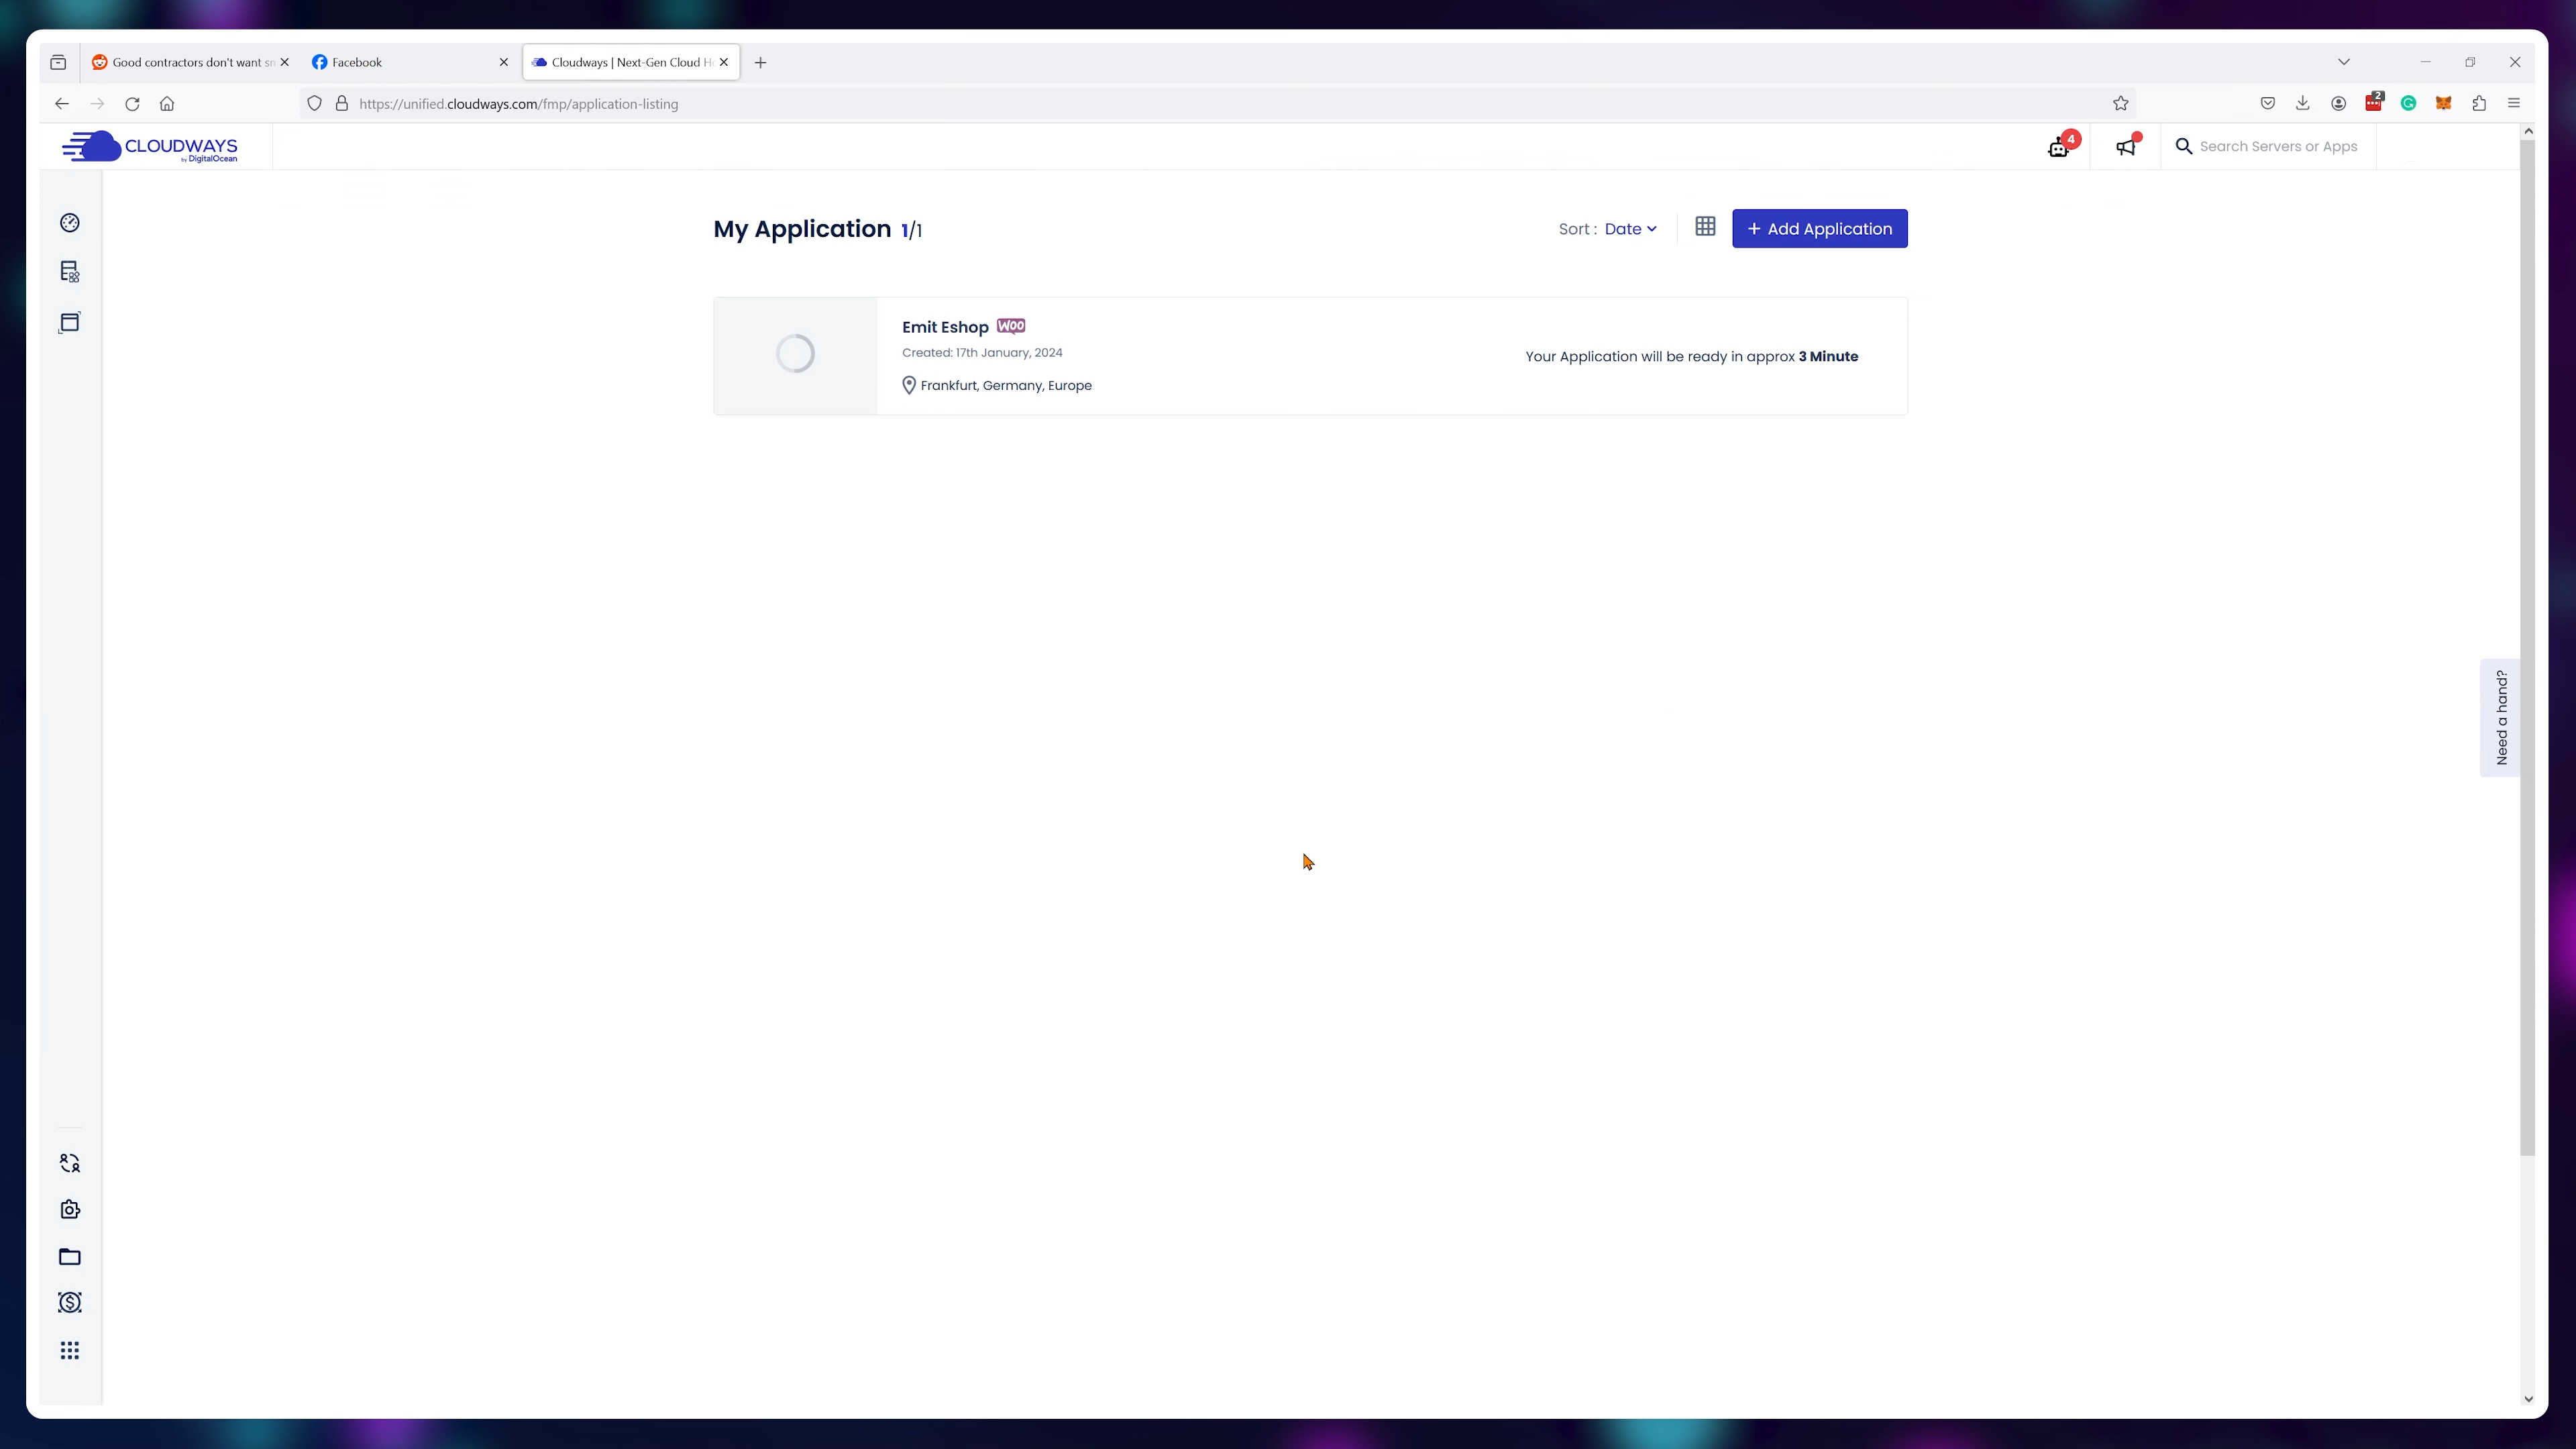 Good contractors don't want sm
Facebook
Cloudways | Next-Gen Cloud H
https://unified.cloudways.com/fmp/application-listing
2
CLOUDWAYS
by DigitalOcean
4
Search Servers or Apps
My Application 1/1
Sort : Date
+ Add Application
Emit Eshop Woo
Created: 17th January, 2024
Frankfurt, Germany, Europe
Your Application will be ready in approx 3 Minute
Need a hand?